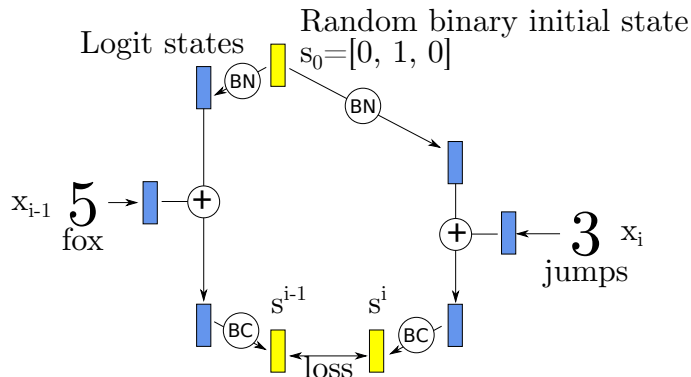 Random binary initial state
Logit states
s0=[0, 1, 0]
BN
BN
+
xi-1
5
fox
+
3
xi
jumps
si-1
si
BC
BC
loss